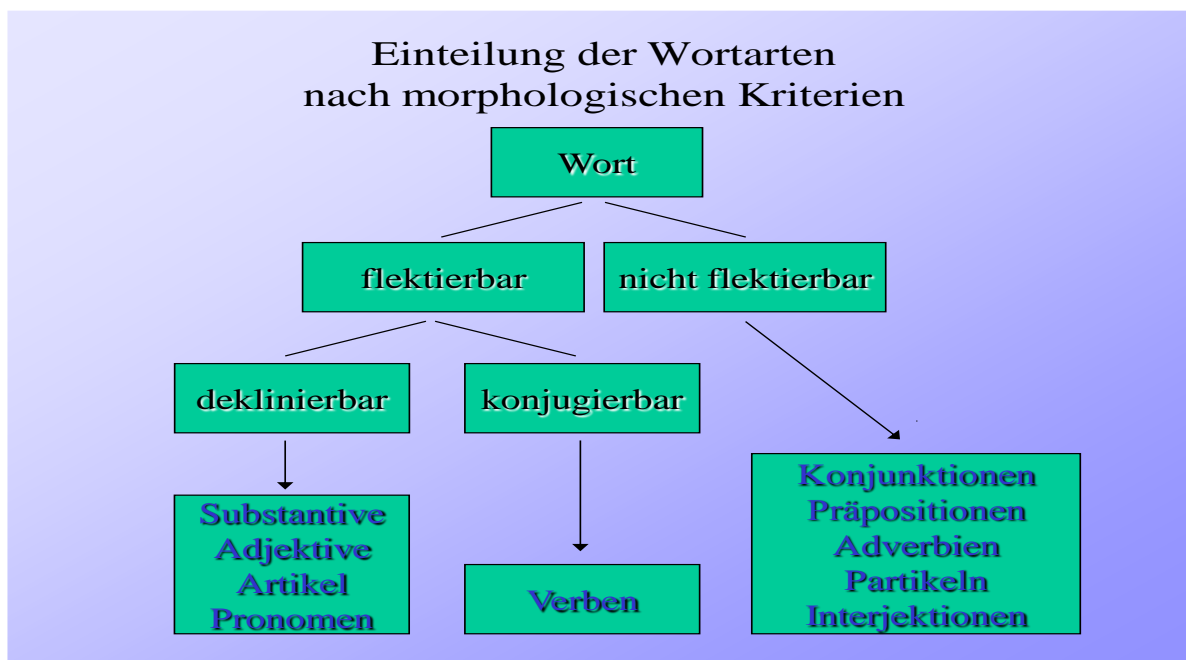 Einteilung der Wortarten
nach morphologischen Kriterien
Wort
flektierbar
nicht flektierbar
deklinierbar
konjugierbar
Substantive
Adjektive
Artikel
Pronomen
Verben
Konjunktionen
Präpositionen
Adverbien
Partikeln
Interjektionen